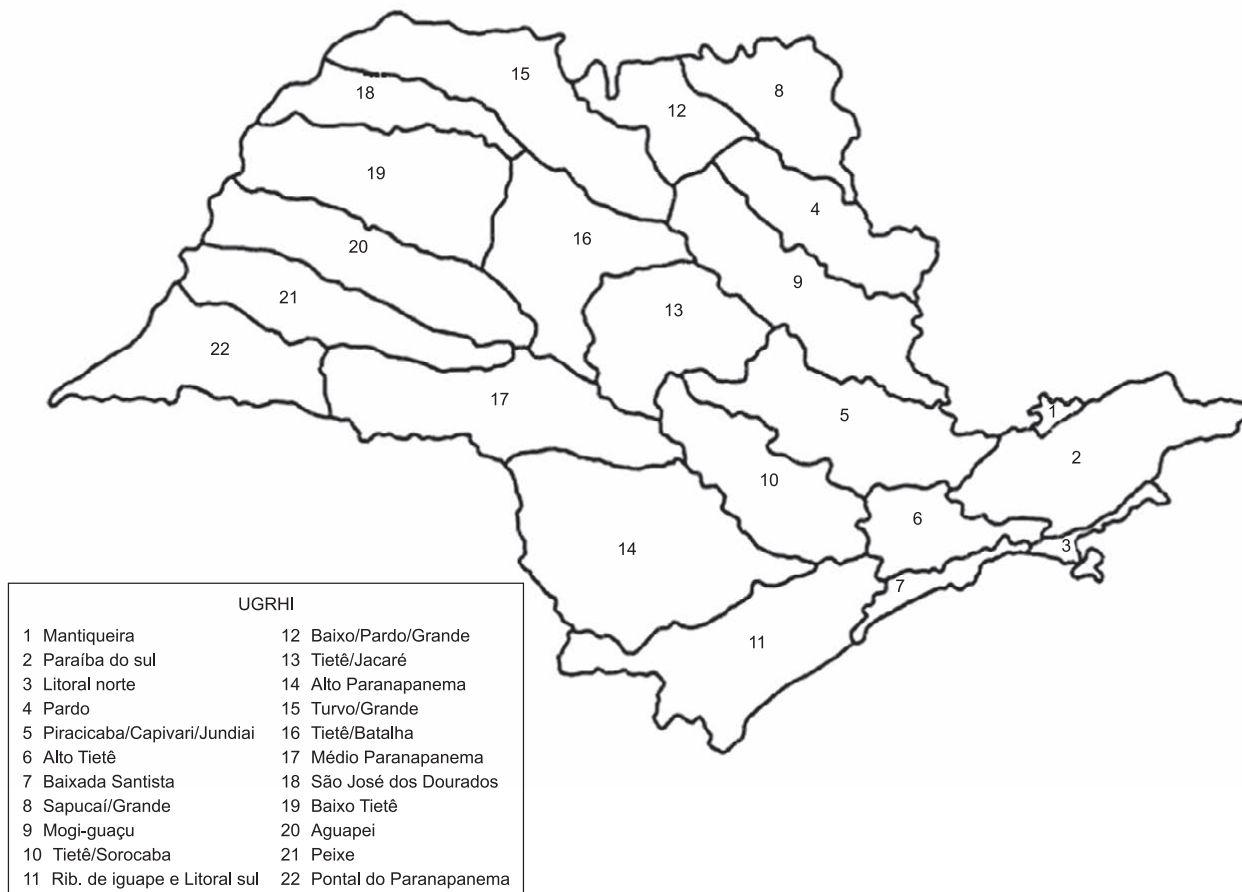 15
18
12
8
19
4
16
20
9
21
13
22
17
5
1
2
10
6
14
3
7
11
UGRHI
1 Mantiqueira 12 Baixo/Pardo/Grande
2 Paraíba do sul 13 Tietê/Jacaré
3 Litoral norte 14 Alto Paranapanema
4 Pardo 15 Turvo/Grande
5 Piracicaba/Capivari/Jundiai 16 Tietê/Batalha
6 Alto Tietê 17 Médio Paranapanema
7 Baixada Santista 18 São José dos Dourados
8 Sapucaí/Grande 19 Baixo Tietê
9 Mogi-guaçu 20 Aguapei
10 Tietê/Sorocaba 21 Peixe
11 Rib. de iguape e Litoral sul 22 Pontal do Paranapanema